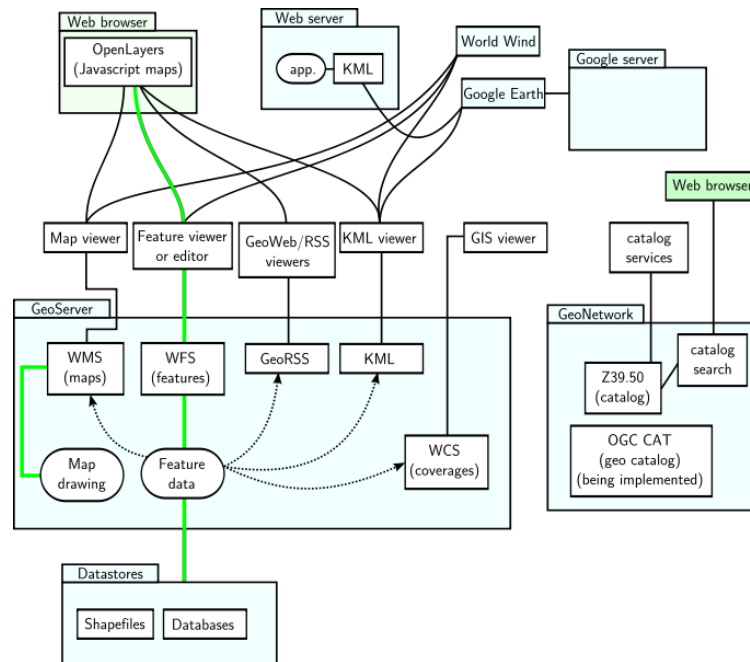 Web browser
OpenLayers
(Javascript maps)
Web server
app.
KML
World Wind
Google Earth
Google server
Web browser
Map viewer
Feature viewer
or editor
GeoWeb/RSS
viewers
KML viewer
GIS viewer
catalog
services
GeoServer
WMS
(maps)
WFS
(features)
GeoRSS
KML
Map
drawing
Feature
data
WCS
(coverages)
GeoNetwork
Z39.50
(catalog)
catalog
search
OGC CAT
(geo catalog)
(being implemented)
Datastores
Shapefiles
Databases